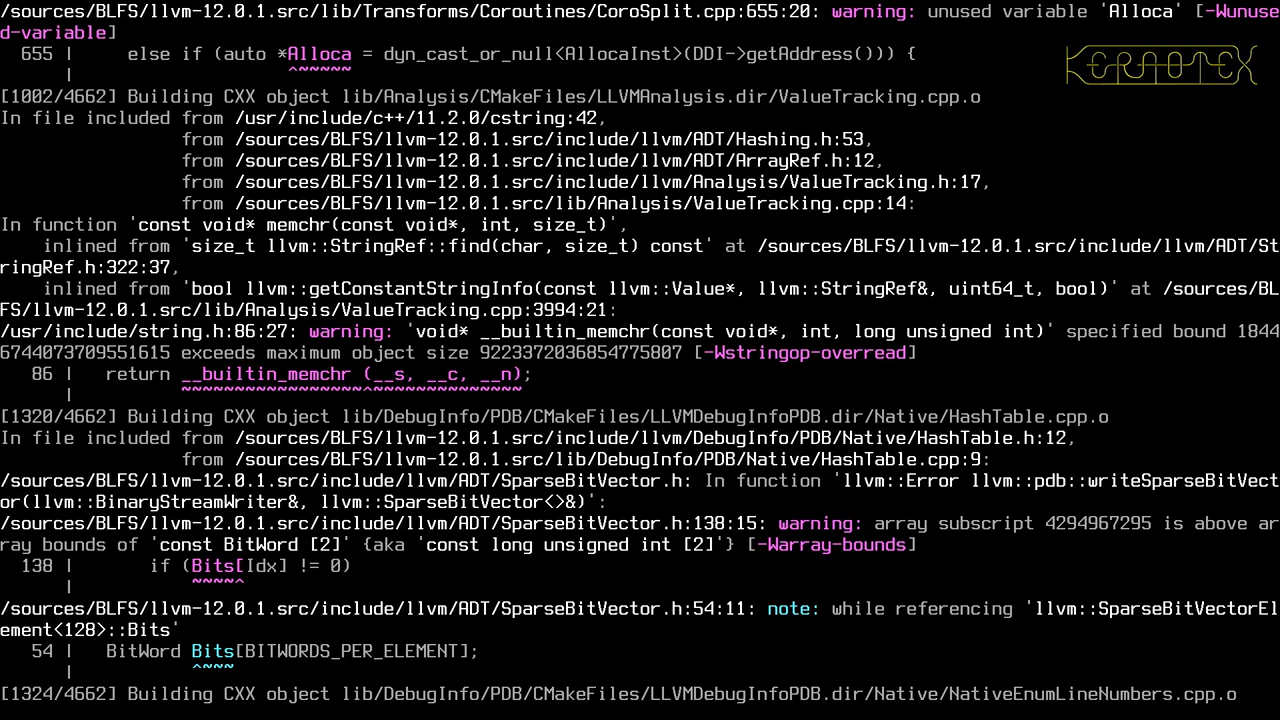 /sources/BLFS/llvm-12.0.1.src/lib/Transforms/Coroutines/CoroSplit.cpp:655:20: warning: unused variable 'Alloca' [-Wunuse
d-variable]
  655 |     else if (auto *Alloca = dyn_cast_or_null<AllocaInst>(DDI->getAddress())) {
      |                    ^~~~~~
KERAOTEX
[1002/4662] Building CXX object lib/Analysis/CMakeFiles/LLVMAnalysis.dir/ValueTracking.cpp.o
In file included from /usr/include/c++/11.2.0/cstring:42,
                 from /sources/BLFS/llvm-12.0.1.src/include/llvm/ADT/Hashing.h:53,
                 from /sources/BLFS/llvm-12.0.1.src/include/llvm/ADT/ArrayRef.h:12,
                 from /sources/BLFS/llvm-12.0.1.src/include/llvm/Analysis/ValueTracking.h:17,
                 from /sources/BLFS/llvm-12.0.1.src/lib/Analysis/ValueTracking.cpp:14:
In function 'const void* memchr(const void*, int, size_t)',
    inlined from 'size_t llvm::StringRef::find(char, size_t) const' at /sources/BLFS/llvm-12.0.1.src/include/llvm/ADT/St
ringRef.h:322:37,
    inlined from 'bool llvm::getConstantStringInfo(const llvm::Value*, llvm::StringRef&, uint64_t, bool)' at /sources/BL
FS/llvm-12.0.1.src/lib/Analysis/ValueTracking.cpp:3994:21:
/usr/include/string.h:86:27: warning: 'void* __builtin_memchr(const void*, int, long unsigned int)' specified bound 1844
6744073709551615 exceeds maximum object size 9223372036854775807 [-Wstringop-overread]
   86 |   return __builtin_memchr (__s, __c, __n);
      |          ~~~~~~~~~~~~~~~~~^~~~~~~~~~~~~~~
[1320/4662] Building CXX object lib/DebugInfo/PDB/CMakeFiles/LLVMDebugInfoPDB.dir/Native/HashTable.cpp.o
In file included from /sources/BLFS/llvm-12.0.1.src/include/llvm/DebugInfo/PDB/Native/HashTable.h:12,
                 from /sources/BLFS/llvm-12.0.1.src/lib/DebugInfo/PDB/Native/HashTable.cpp:9:
/sources/BLFS/llvm-12.0.1.src/include/llvm/ADT/SparseBitVector.h: In function 'llvm::Error llvm::pdb::writeSparseBitVect
or(llvm::BinaryStreamWriter&, llvm::SparseBitVector<>&)':
/sources/BLFS/llvm-12.0.1.src/include/llvm/ADT/SparseBitVector.h:138:15: warning: array subscript 4294967295 is above ar
ray bounds of 'const BitWord [2]' {aka 'const long unsigned int [2]'} [-Warray-bounds]
  138 |       if (Bits[Idx] != 0)
      |           ~~~~^
/sources/BLFS/llvm-12.0.1.src/include/llvm/ADT/SparseBitVector.h:54:11: note: while referencing 'llvm::SparseBitVectorEl
ement<128>::Bits'
   54 |   BitWord Bits[BITWORDS_PER_ELEMENT];
      |           ^~~~
[1324/4662] Building CXX object lib/DebugInfo/PDB/CMakeFiles/LLVMDebugInfoPDB.dir/Native/NativeEnumLineNumbers.cpp.o